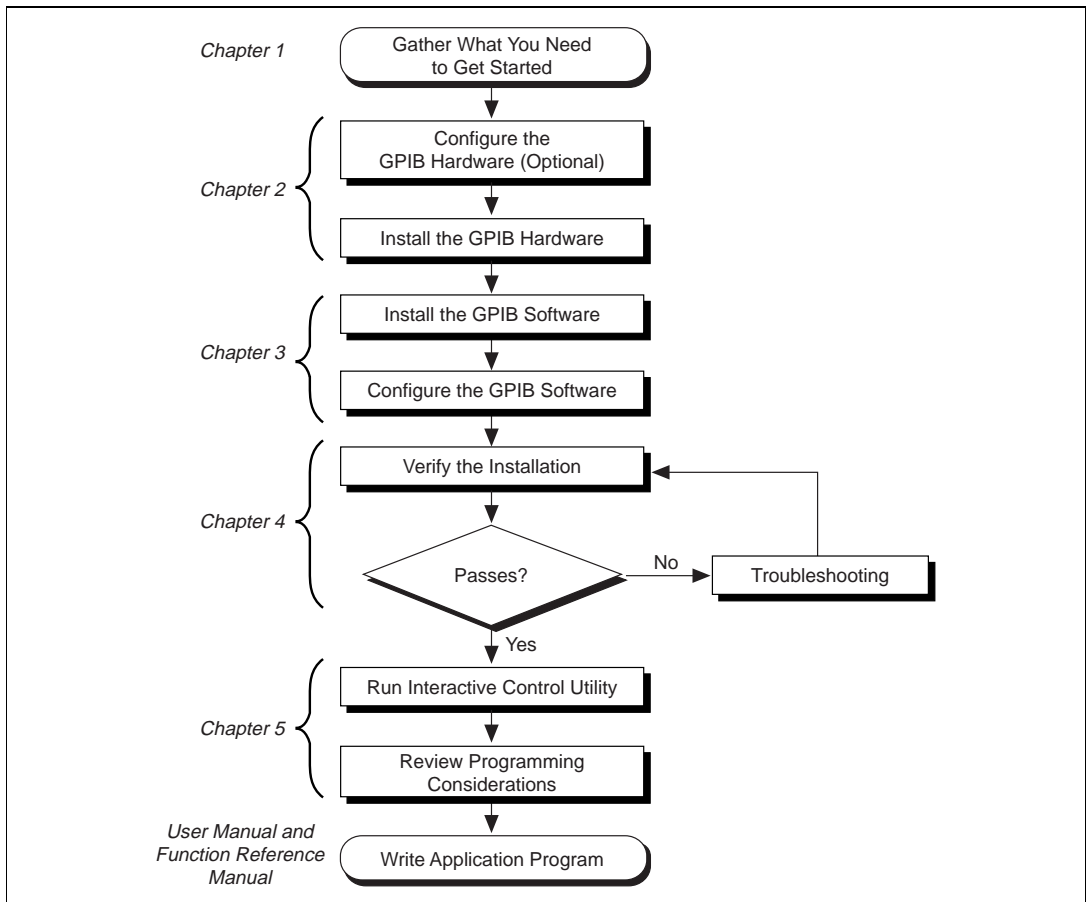 Chapter 1
Gather What You Need
to Get Started
Chapter 2
Configure the
GPIB Hardware (Optional)
Install the GPIB Hardware
Chapter 3
Install the GPIB Software
Configure the GPIB Software
Chapter 4
Verify the Installation
Passes?
No
Troubleshooting
Yes
Chapter 5
Run Interactive Control Utility
Review Programming
Considerations
User Manual and
Function Reference
Manual
Write Application Program